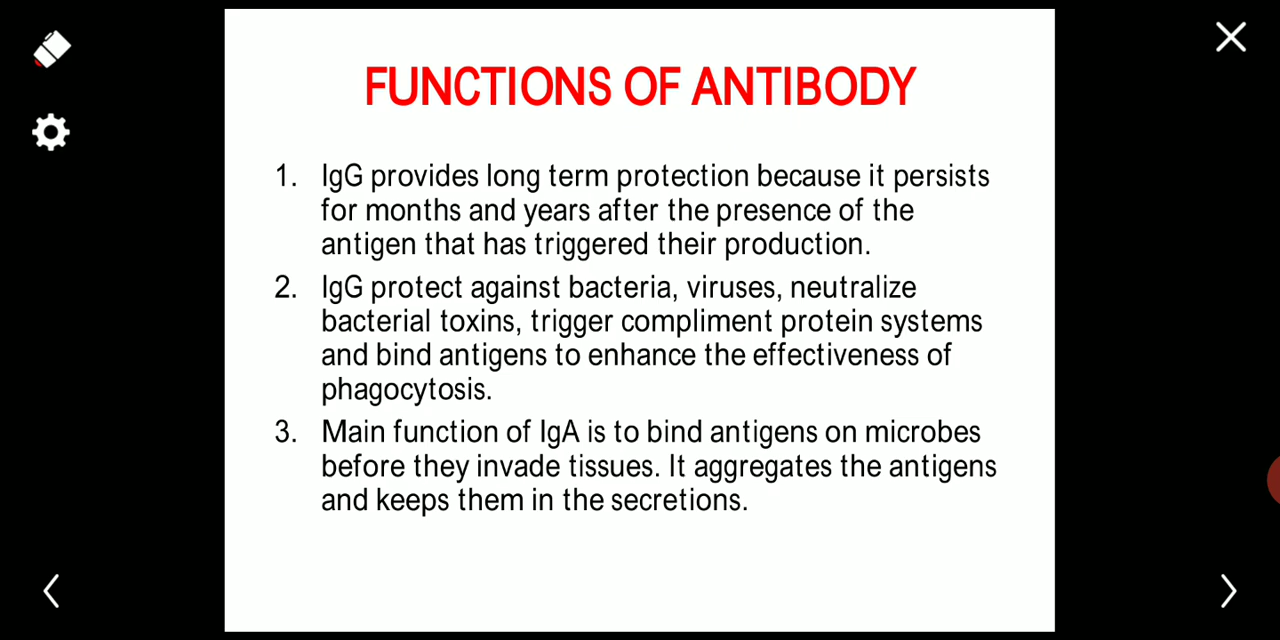 FUNCTIONS OF ANTIBODY
1. IgG provides long term protection because it persists
for months and years after the presence of the
antigen that has triggered their production.
2. IgG protect against bacteria, viruses, neutralize
bacterial toxins, trigger compliment protein systems
and bind antigens to enhance the effectiveness of
phagocytosis.
3. Main function of IgA is to bind antigens on microbes
before they invade tissues. It aggregates the antigens
and keeps them in the secretions.